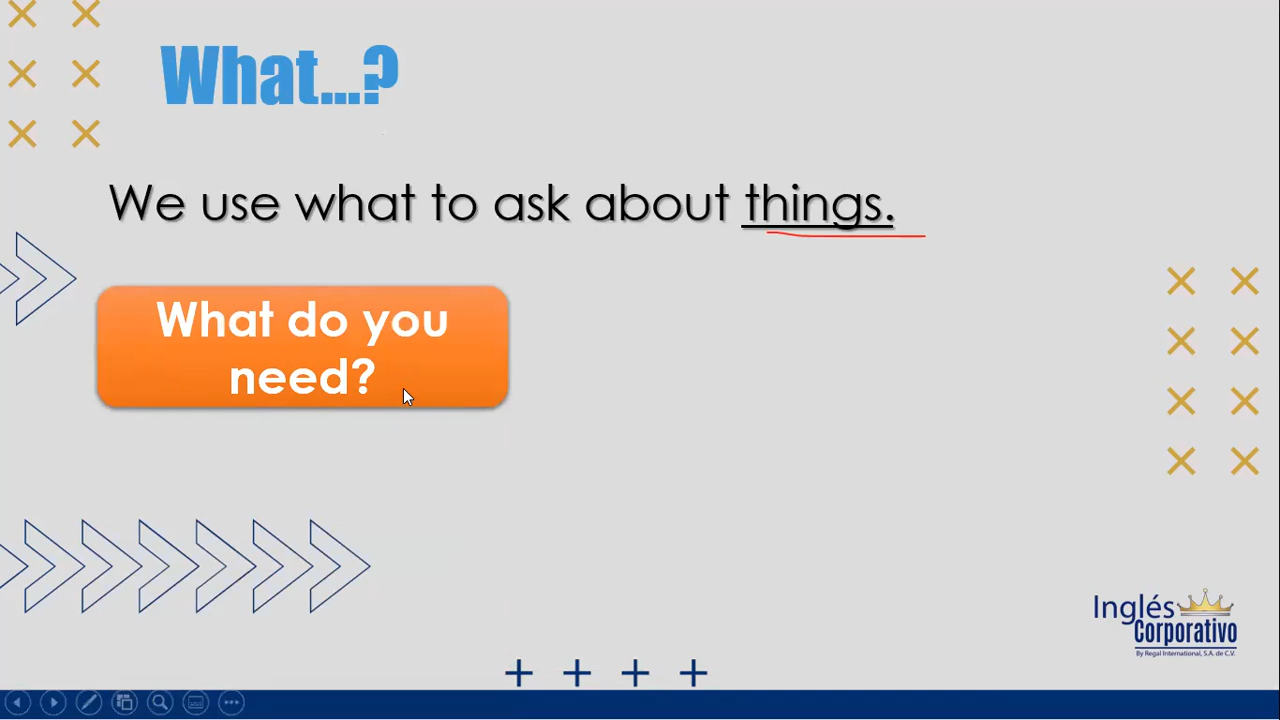 What...?
We use what to ask about things.
What do you
need?
Inglés
Corporativo
By Regal International, S.A. de C.V.